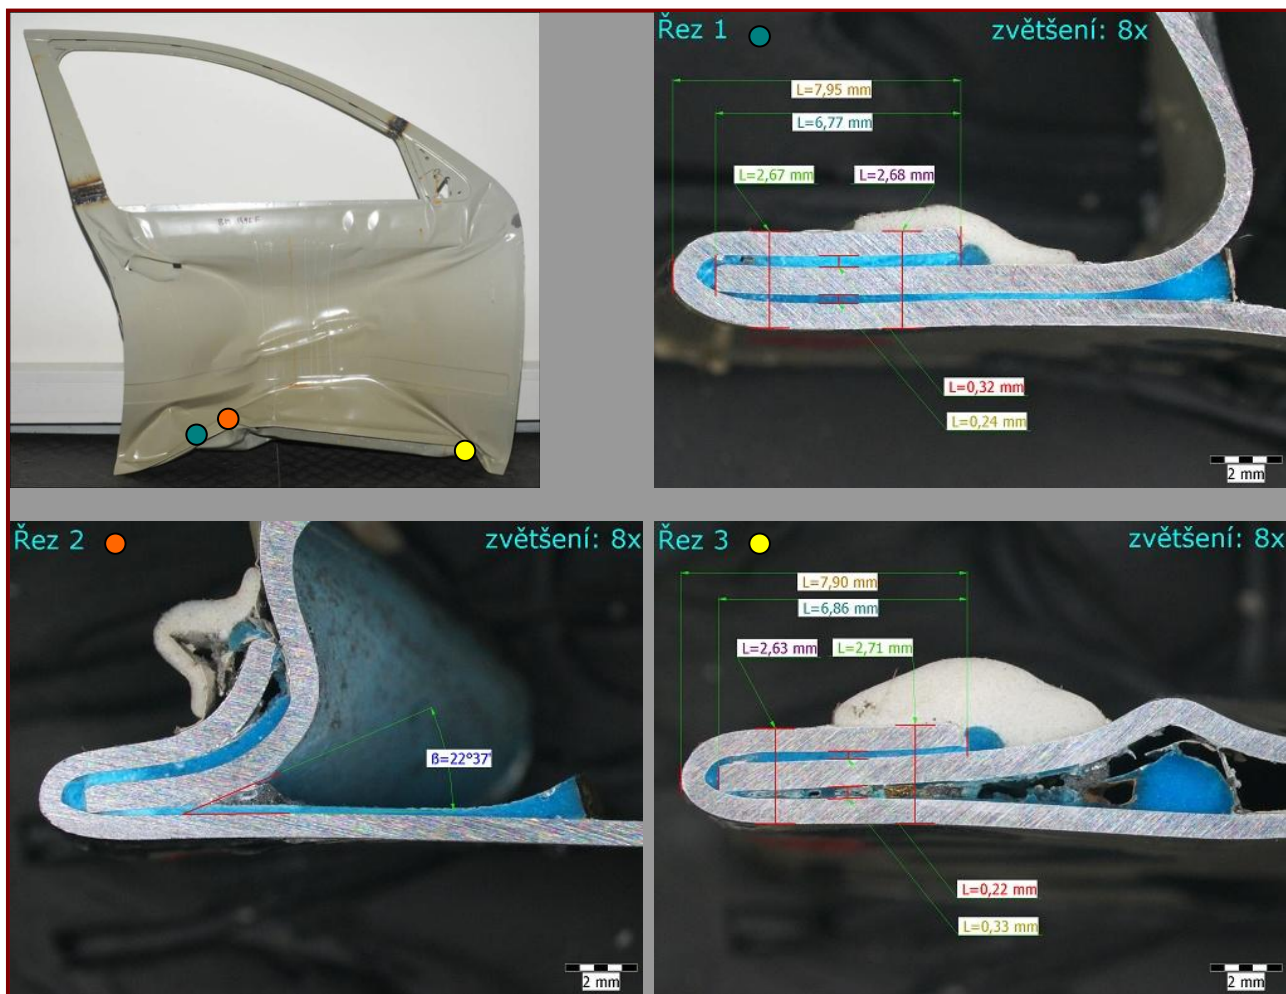 Řez 1
zvětšení: 8x
L=7,95 mm
L=6,77 mm
L=2,67 mm
L=2,68 mm
L=0,32 mm
L=0,24 mm
2 mm
Řez 2
zvětšení: 8x
ß=22°37'
2 mm
Řez 3
zvětšení: 8x
L=7,90 mm
L=6,86 mm
L=2,63 mm
L=2,71 mm
L=0,22 mm
L=0,33 mm
2 mm